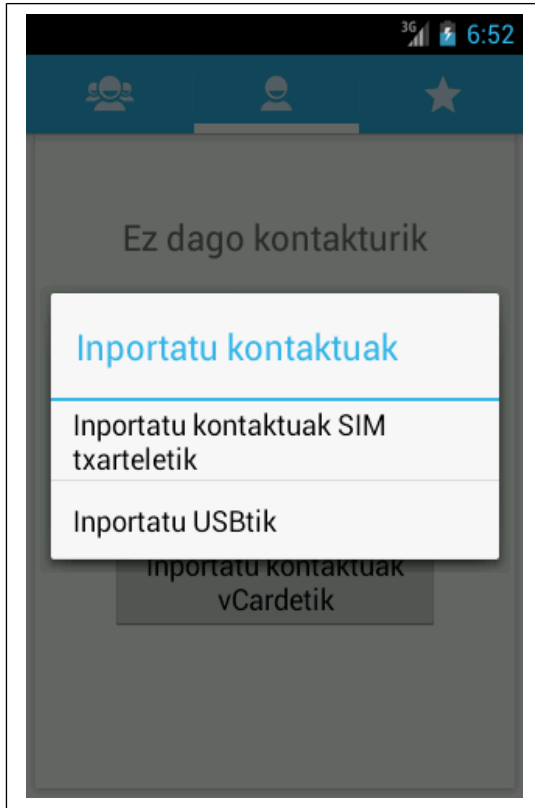 3G 6:52
Ez dago kontakturik
Inportatu kontaktuak
Inportatu kontaktuak SIM
txarteletik
Inportatu USBtik
Inportatu kontaktuak
vCardetik